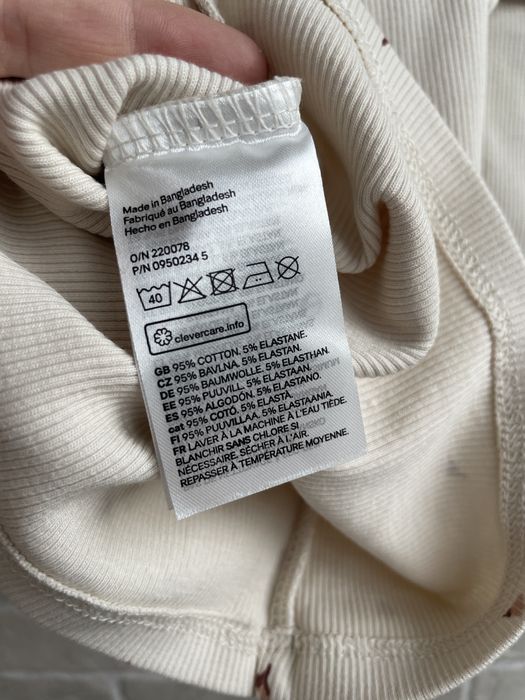 Made in Bangladesh
Fabriqué au Bangladesh
Hecho en Bangladesh
O/N 220078
P/N 0950234 5
40
clevercare.info
GB 95% COTTON. 5% ELASTANE.
CZ 95% BAVLNA. 5% ELASTAN.
DE 95% BAUMWOLLE. 5% ELASTHAN.
EE 95% PUUVILL. 5% ELASTAAN.
ES 95% ALGODÓN. 5% ELASTANO.
cat 95% COTÓ. 5% ELASTÀ.
FI 95% PUUVILLAA. 5% ELASTAANIA.
FR LAVER À LA MACHINE À L'EAU TIÈDE.
BLANCHIR SANS CHLORE SI
NÉCESSAIRE. SÉCHER À L'AIR.
REPASSER À TEMPÉRATURE MOYENNE.